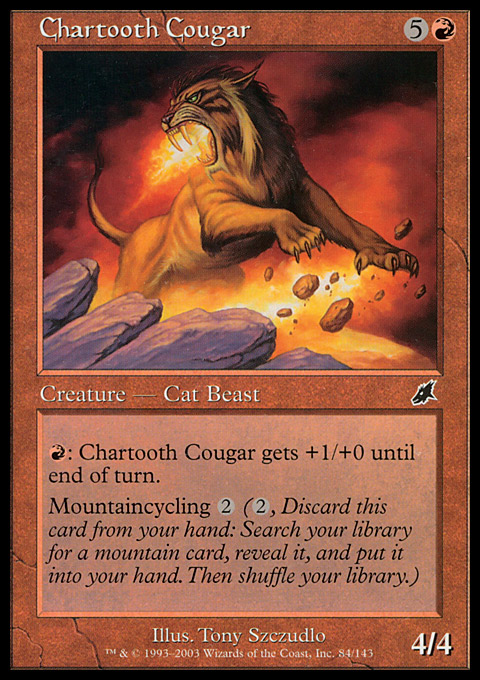 Chartooth Cougar 5
Creature — Cat Beast
: Chartooth Cougar gets +1/+0 until
end of turn.
Mountaincycling 2 (2, Discard this
card from your hand: Search your library
for a mountain card, reveal it, and put it
into your hand. Then shuffle your library.)
Illus. Tony Szczudlo
™ & © 1993–2003 Wizards of the Coast, Inc. 84/143
4/4